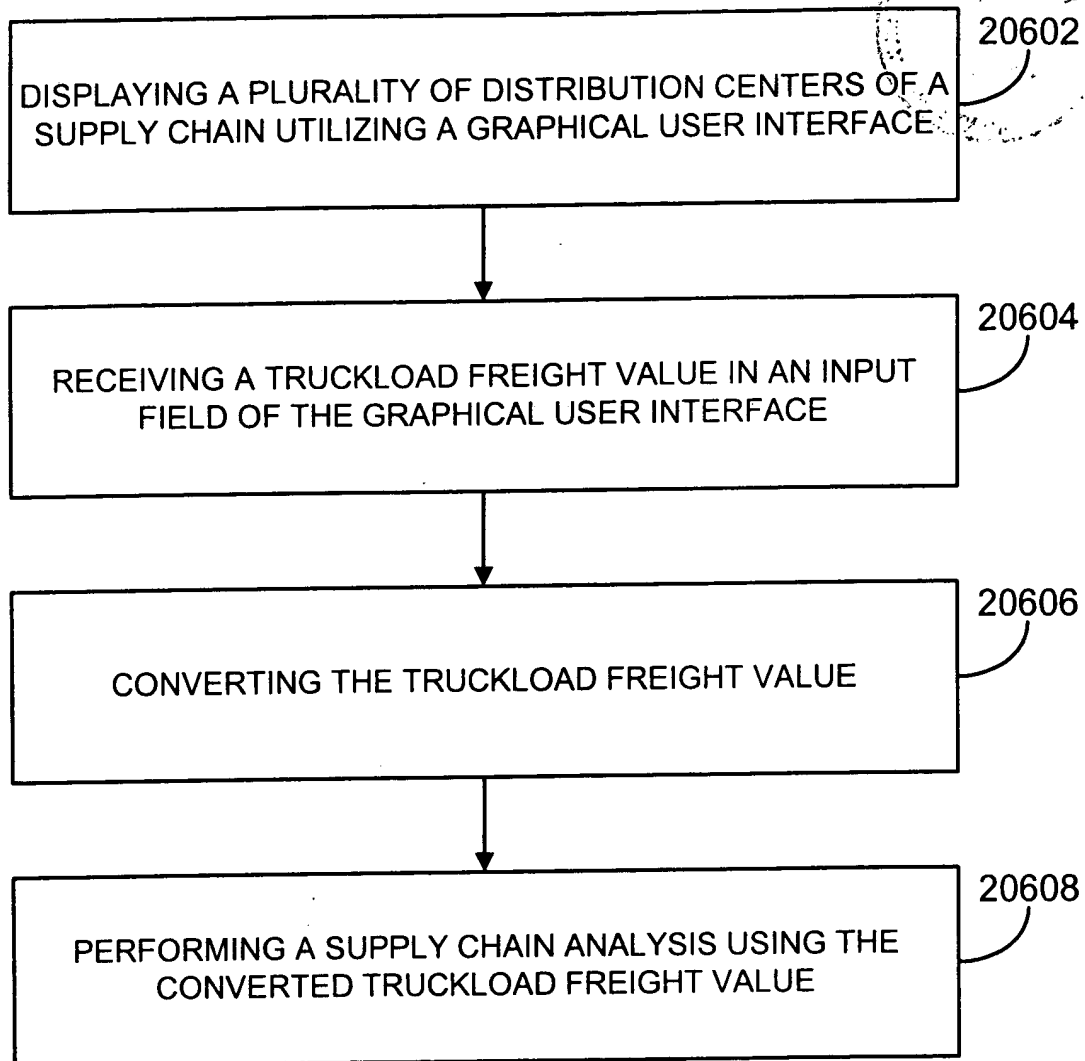 20602
DISPLAYING A PLURALITY OF DISTRIBUTION CENTERS OF A
SUPPLY CHAIN UTILIZING A GRAPHICAL USER INTERFACE
20604
RECEIVING A TRUCKLOAD FREIGHT VALUE IN AN INPUT
FIELD OF THE GRAPHICAL USER INTERFACE
20606
CONVERTING THE TRUCKLOAD FREIGHT VALUE
20608
PERFORMING A SUPPLY CHAIN ANALYSIS USING THE
CONVERTED TRUCKLOAD FREIGHT VALUE